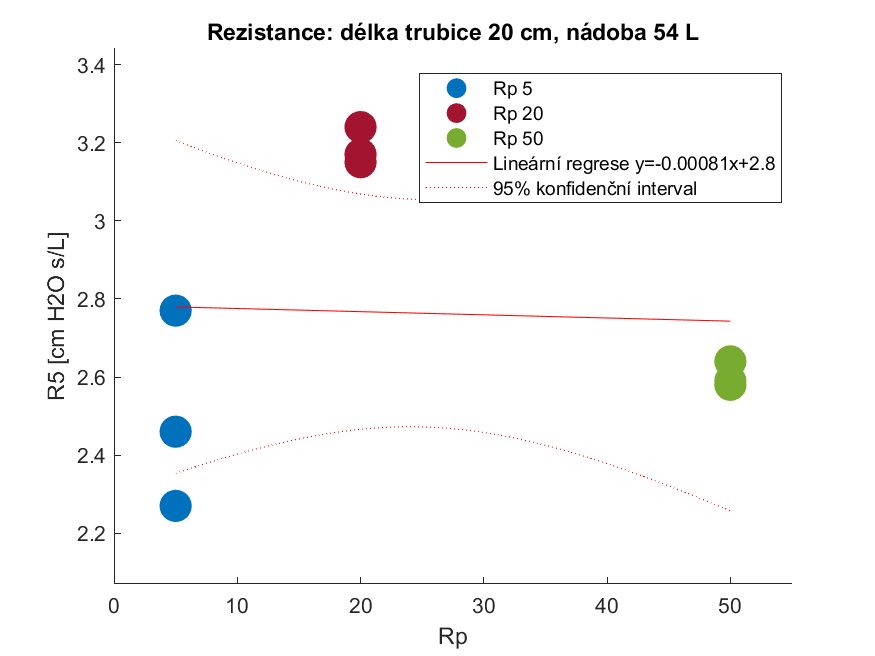 Rezistance: délka trubice 20 cm, nádoba 54 L
3.4
3.2
3
2.8
2.6
2.4
2.2
R5 [cm H2O s/L]
Rp 5
Rp 20
Rp 50
Lineární regrese y=-0.00081x+2.8
95% konfidenční interval
0 10 20 30 40 50
Rp